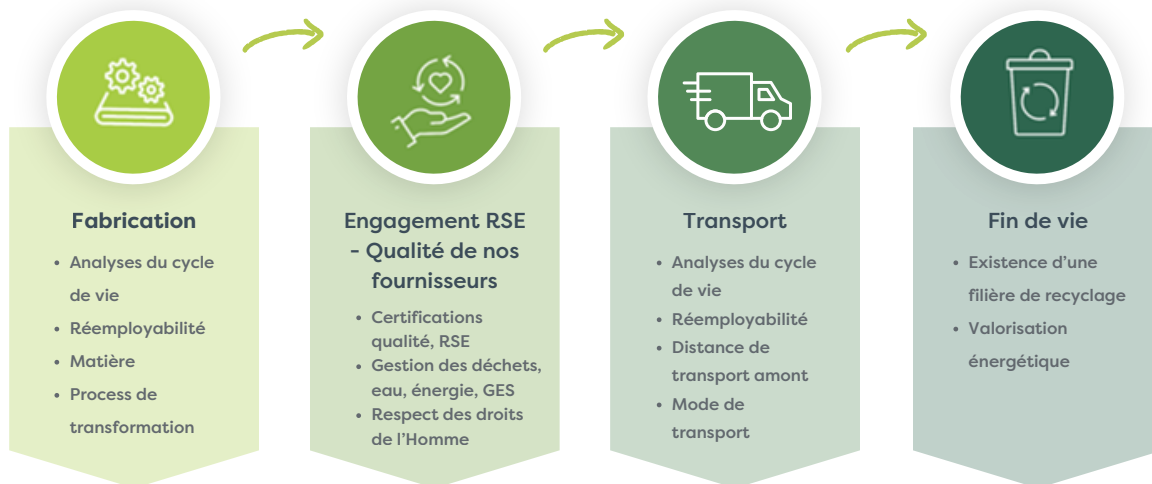 Fabrication
• Analyses du cycle
de vie
• Réemployabilité
• Matière
• Process de
transformation
Engagement RSE
- Qualité de nos
fournisseurs
• Certifications
qualité, RSE
• Gestion des déchets,
eau, énergie, GES
• Respect des droits
de l'Homme
Transport
• Analyses du cycle
de vie
• Réemployabilité
• Distance de
transport amont
• Mode de
transport
Fin de vie
• Existence d'une
filière de recyclage
• Valorisation
énergétique